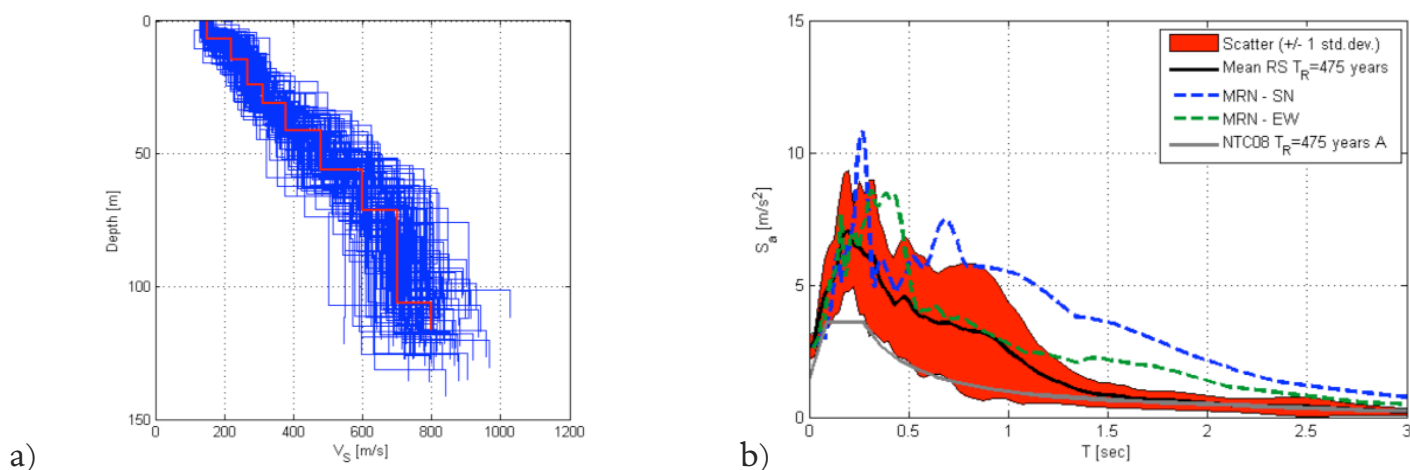 0
50
100
150
Depth [m]
0 200 400 600 800 1000 1200
V_S [m/s]
a)
15
10
5
0
S_a [m/s²]
Scatter (+/- 1 std.dev.)
Mean RS T_R=475 years
MRN - SN
MRN - EW
NTC08 T_R=475 years A
0 0.5 1 1.5 2 2.5 3
T [sec]
b)